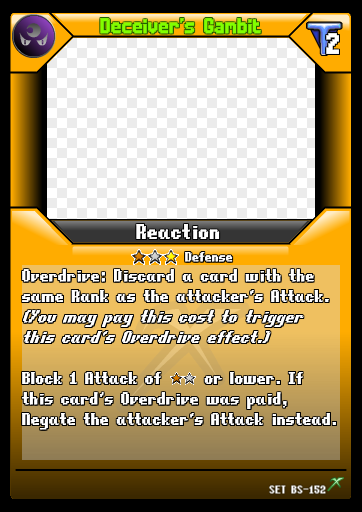 Deceiver's Gambit
T2
Reaction
Defense
Overdrive: Discard a card with the
same Rank as the attacker's Attack.
(You may pay this cost to trigger
this card's Overdrive effect.)
Block 1 Attack of or lower. If
this card's Overdrive was paid,
Negate the attacker's Attack instead.
SET BS-152